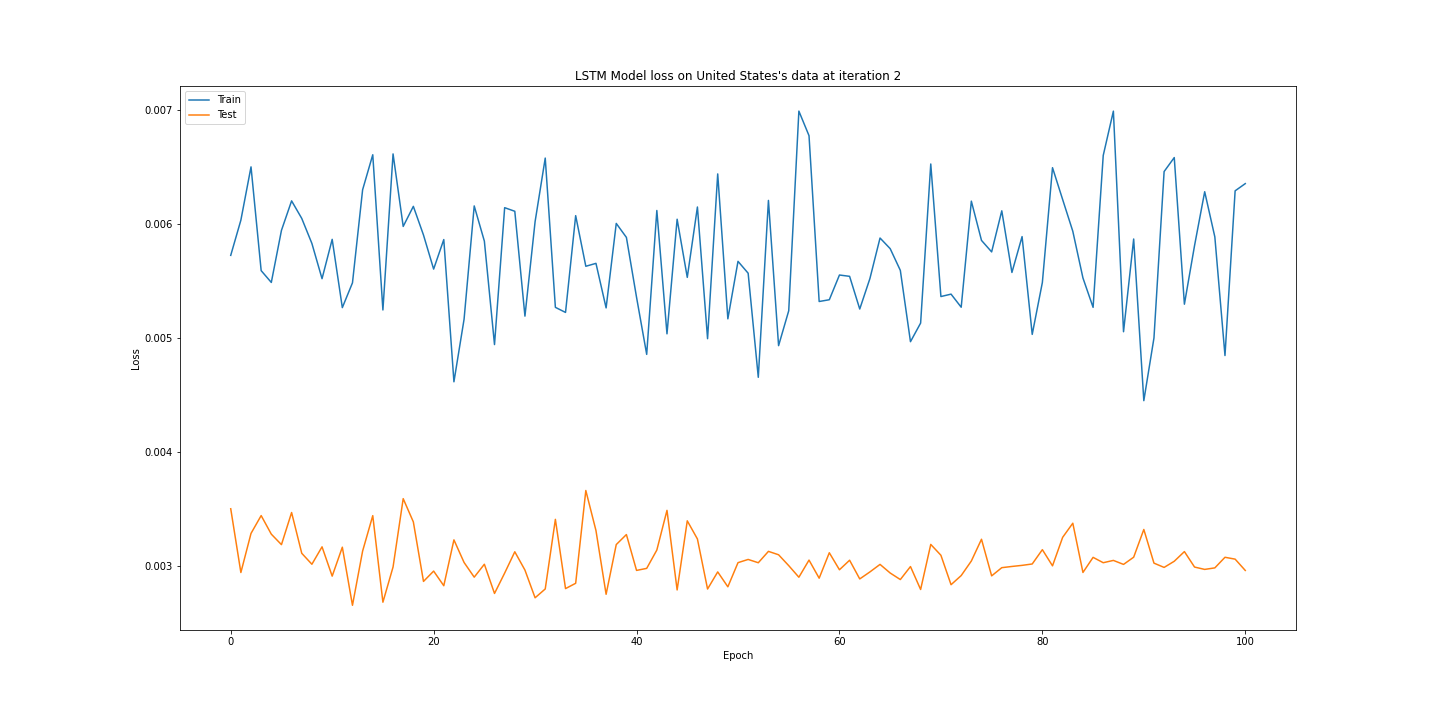 LSTM Model loss on United States's data at iteration 2
Train
Test
0.007
0.006
0.005
0.004
0.003
Loss
0 20 40 60 80 100
Epoch